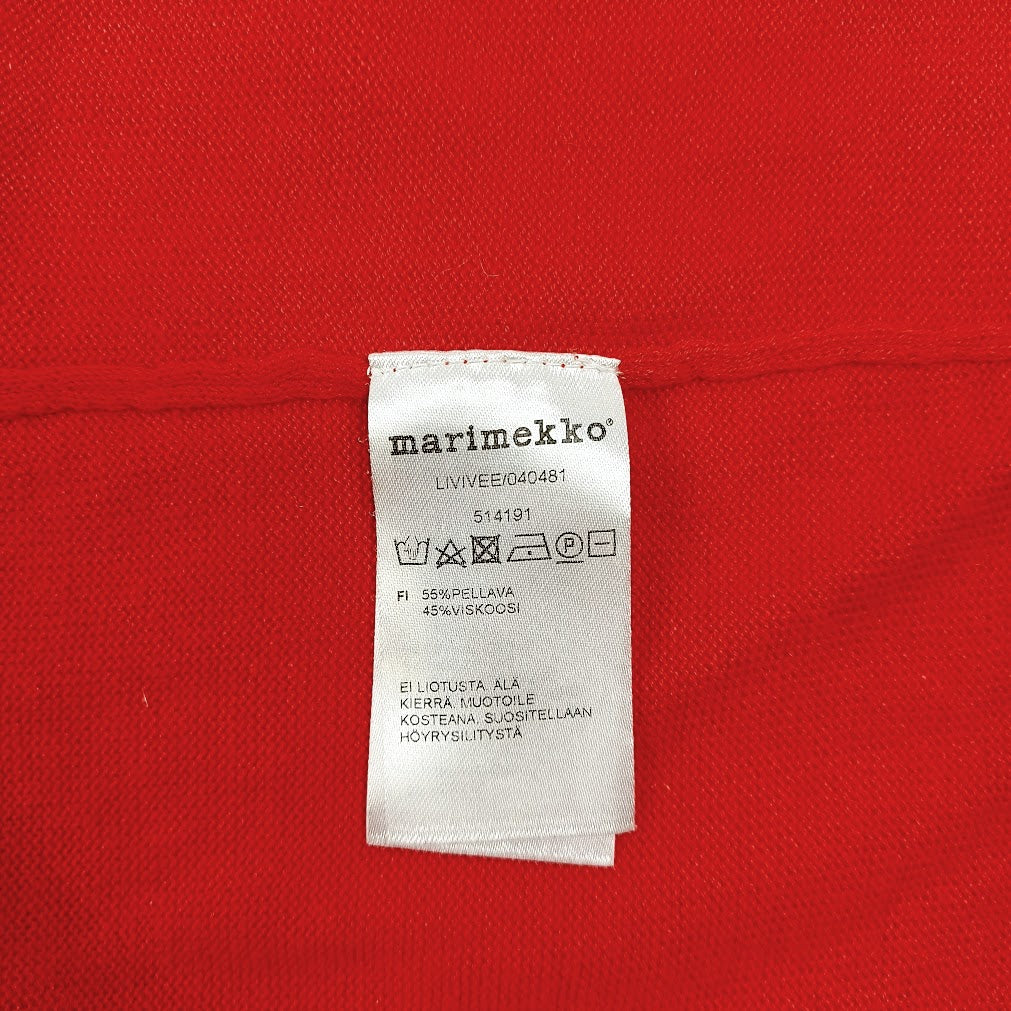 marimekko®
LIVIVEE/040481
514191
P
FI 55%PELLAVA
45%VISKOOSI
EI LIOTUSTA, ÄLÄ
KIERRÄ, MUOTOILE
KOSTEANA, SUOSITELLAAN
HÖYRYSILITYSTÄ